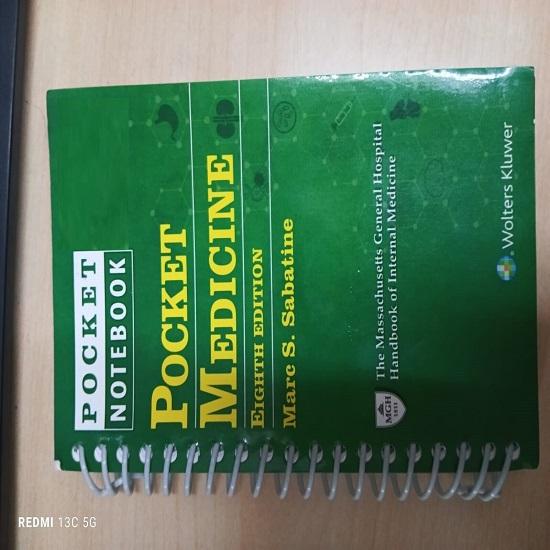 POCKET
NOTEBOOK
POCKET
MEDICINE
EIGHTH EDITION
Marc S. Sabatine
MGH
1811
The Massachusetts General Hospital
Handbook of Internal Medicine
Wolters Kluwer
REDMI 13C 5G